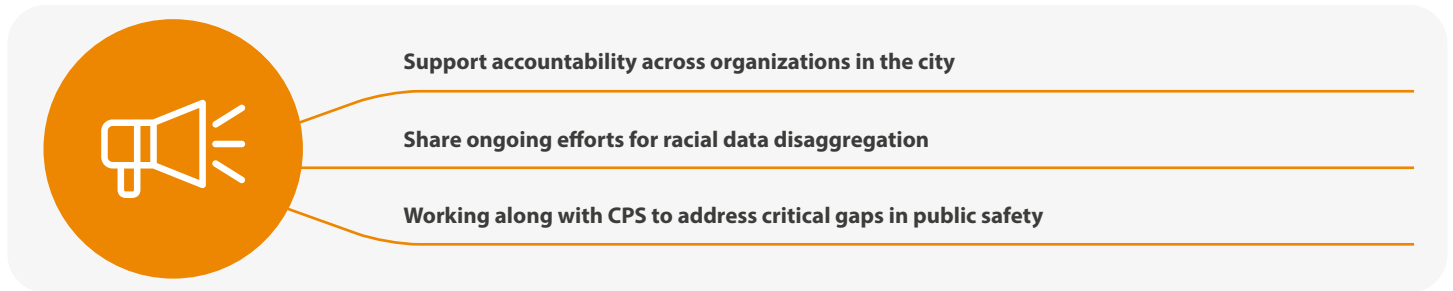 Support accountability across organizations in the city
Share ongoing efforts for racial data disaggregation
Working along with CPS to address critical gaps in public safety